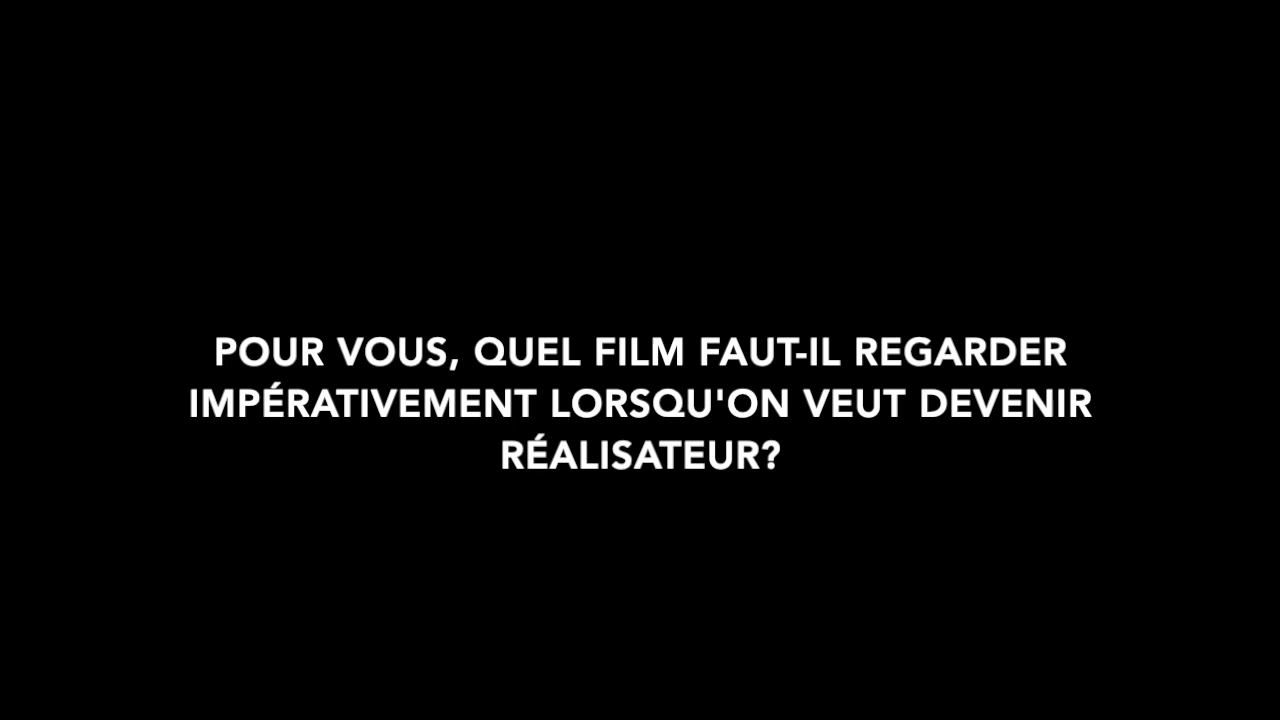 POUR VOUS, QUEL FILM FAUT-IL REGARDER
IMPÉRATIVEMENT LORSQU'ON VEUT DEVENIR
RÉALISATEUR?